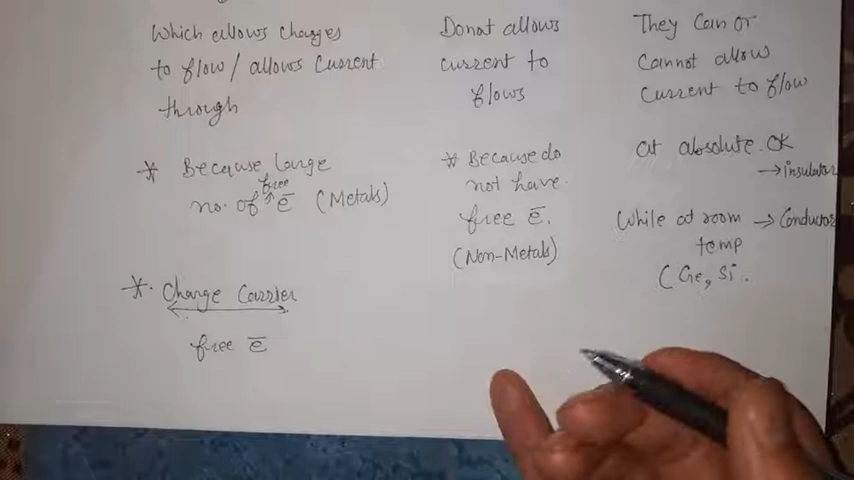 Which allows charges
to flow / allows current
through
* Because large
free
no. of e̅ (Metals)
* Charge Carrier
free e̅
Donot allows
current to
flows
* Because do
not have
free e̅.
(Non-Metals)
They Can or
Cannot allow
Current to flow
at absolute. OK
→ insulator
While at room → Conductor
temp
(Ge, Si.